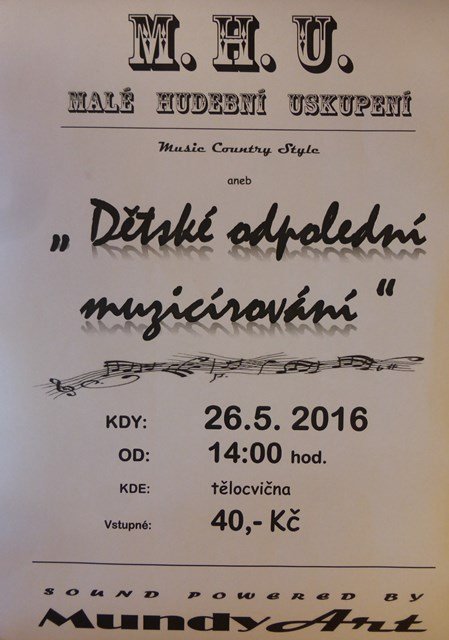 M. H. U.
MALÉ HUDEBNÍ USKUPENÍ
Music Country Style
aneb
„ Dětské odpolední
muzicírování “
KDY: 26.5. 2016
OD: 14:00 hod.
KDE: tělocvična
Vstupné: 40,- Kč
SOUND POWERED BY
MundyArt